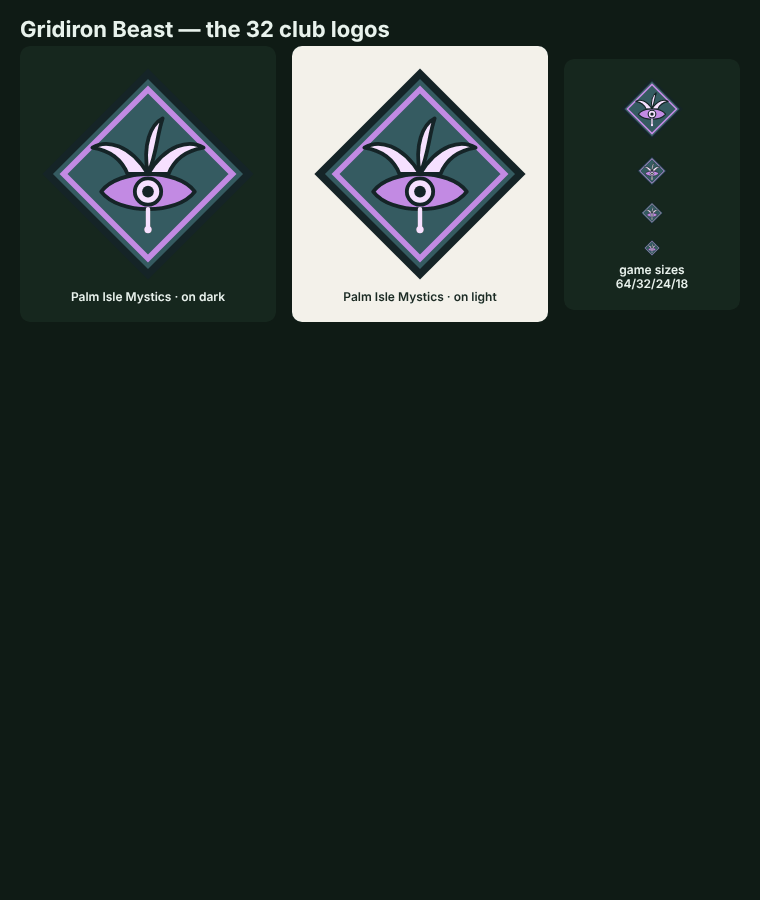 Gridiron Beast — the 32 club logos
Palm Isle Mystics · on dark
Palm Isle Mystics · on light
game sizes
64/32/24/18